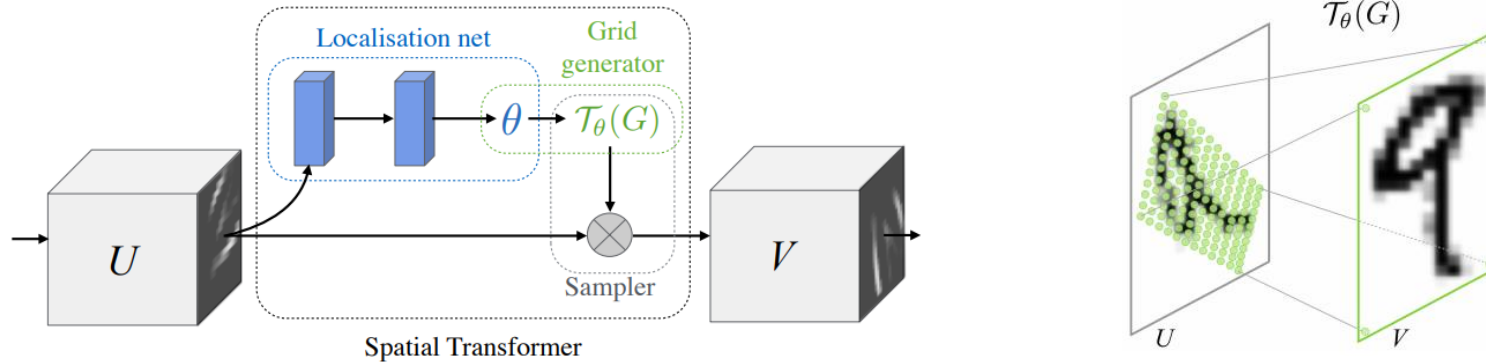 Localisation net
Grid
generator
θ
𝒯θ(G)
U
V
Sampler
Spatial Transformer
𝒯θ(G)
U
V